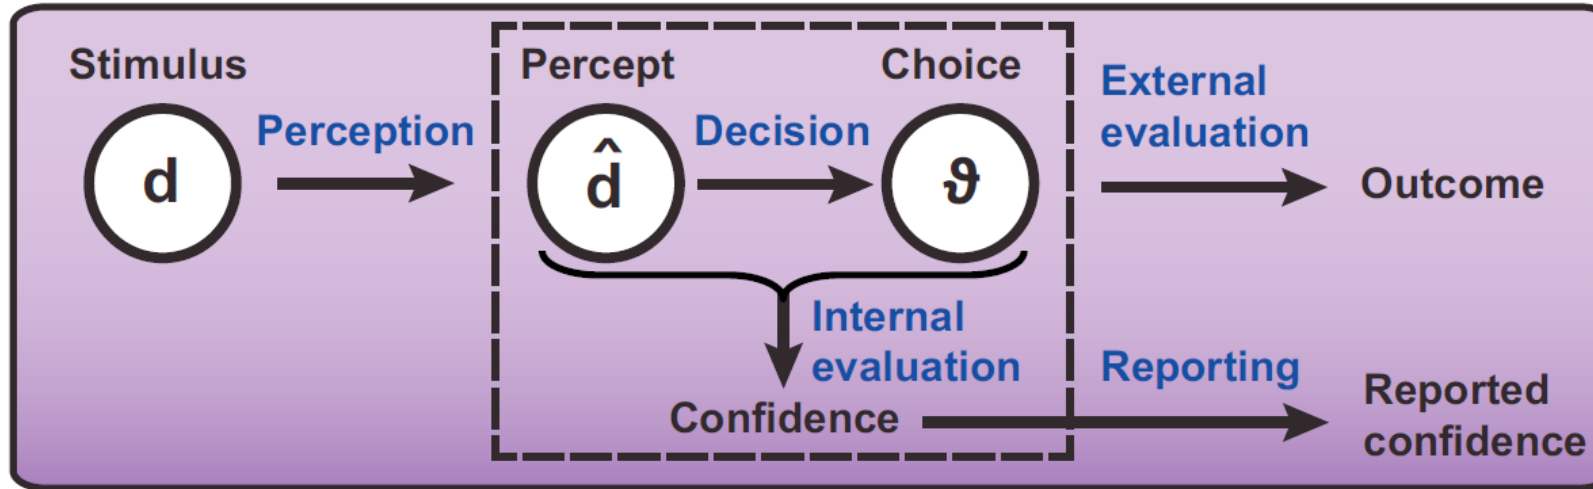 Stimulus
Percept
Choice
External
evaluation
Perception
Decision
d
d̂
ϑ
Outcome
Internal
evaluation
Reporting
Confidence
Reported
confidence